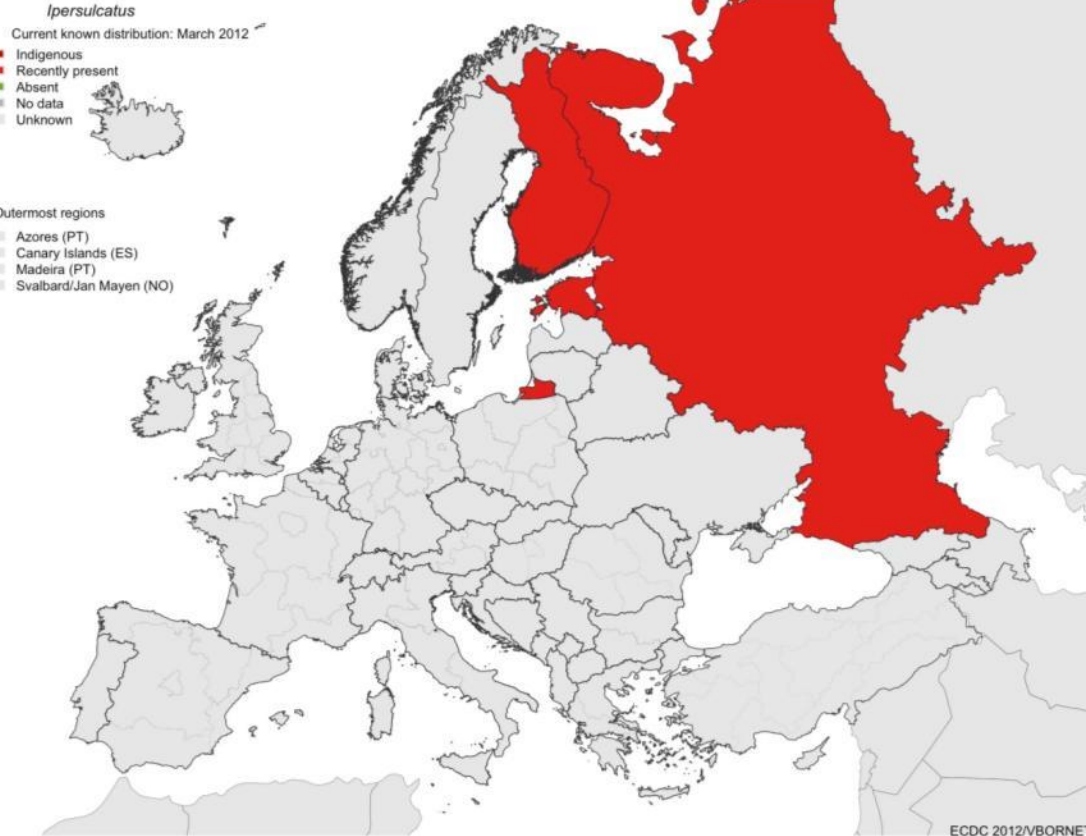 Ipersulcatus
Current known distribution: March 2012
Indigenous
Recently present
Absent
No data
Unknown
Outermost regions
Azores (PT)
Canary Islands (ES)
Madeira (PT)
Svalbard/Jan Mayen (NO)
ECDC 2012/VBORNET